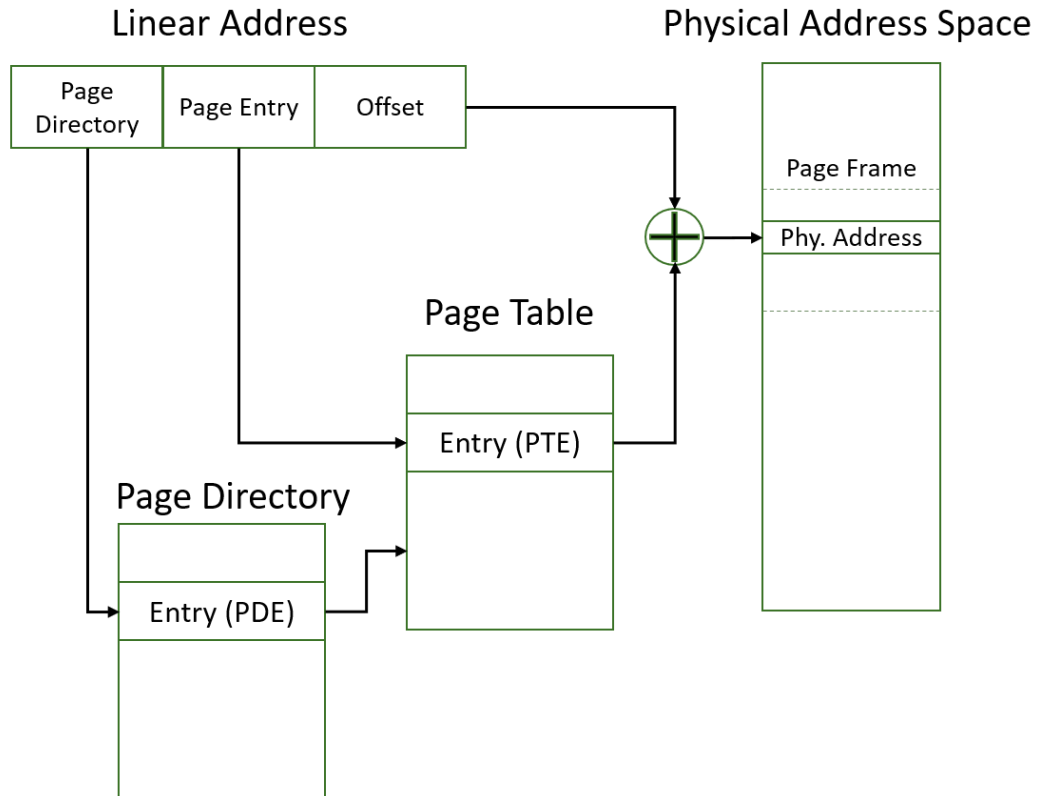 Linear Address
Physical Address Space
Page
Directory
Page Entry
Offset
Page Frame
Phy. Address
Page Table
Entry (PTE)
Page Directory
Entry (PDE)